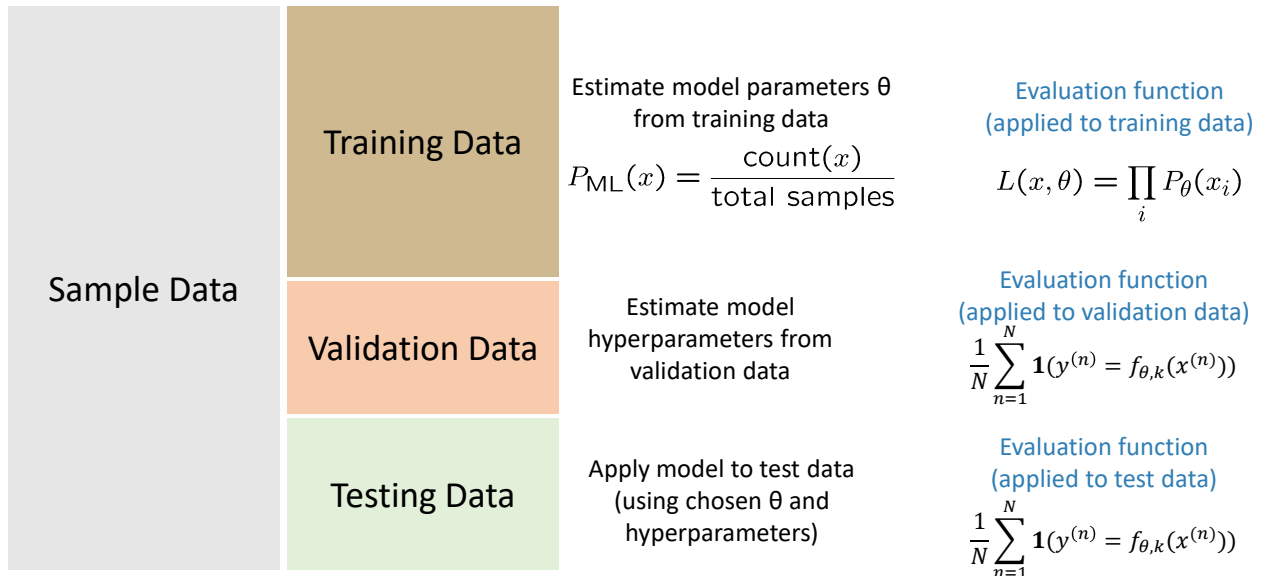 Sample Data
Training Data
Estimate model parameters θ
from training data
P_ML(x) = count(x) / total samples
Evaluation function
(applied to training data)
L(x, θ) = ∏_i P_θ(x_i)
Validation Data
Estimate model
hyperparameters from
validation data
Evaluation function
(applied to validation data)
1/N ∑_{n=1}^{N} 𝟏(y^(n) = f_{θ,k}(x^(n)))
Testing Data
Apply model to test data
(using chosen θ and
hyperparameters)
Evaluation function
(applied to test data)
1/N ∑_{n=1}^{N} 𝟏(y^(n) = f_{θ,k}(x^(n)))